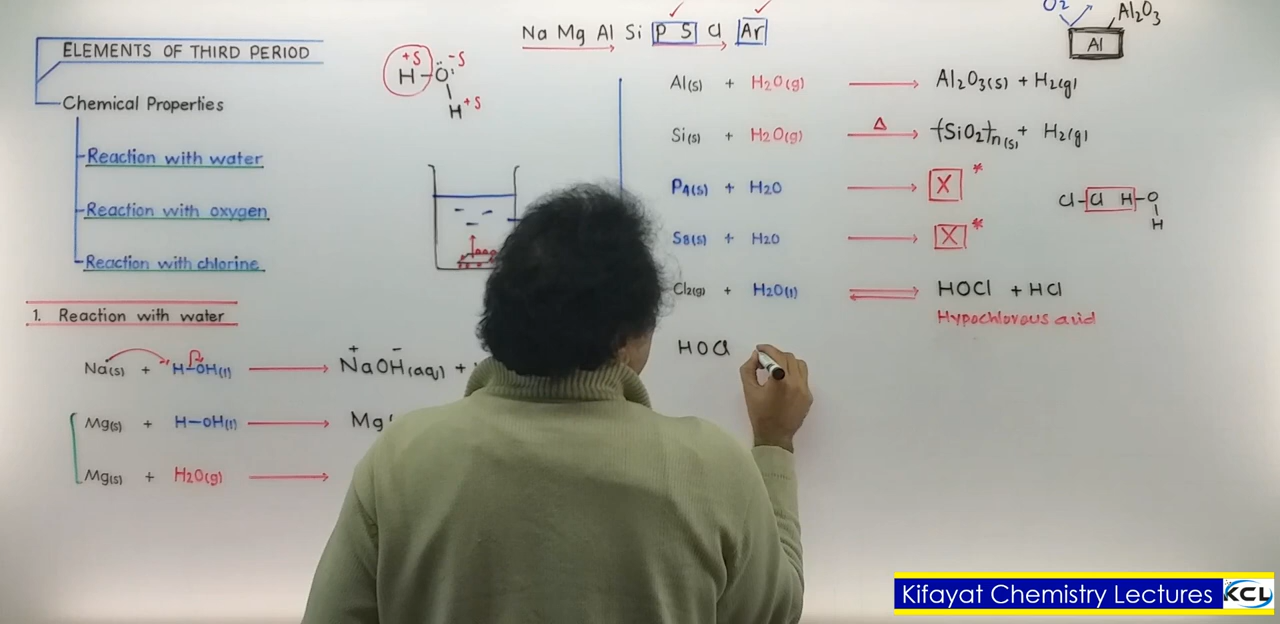 Na Mg Al Si P S Cl Ar
O2
Al2O3
Al
ELEMENTS OF THIRD PERIOD
Chemical Properties
Reaction with water
Reaction with oxygen
Reaction with chlorine
+S -S
H-O
H+S
1. Reaction with water
Na(s) + H-OH(l) → + - NaOH(aq) +
Mg(s) + H-OH(l) → Mg
Mg(s) + H2O(g) →
Al(s) + H2O(g) → Al2O3(s) + H2(g)
Si(s) + H2O(g) Δ → (SiO2)n(s) + H2(g)
P4(s) + H2O → X *
S8(s) + H2O → X *
Cl-Cl H-O
H
Cl2(g) + H2O(l) ⇌ HOCl + HCl
Hypochlorous acid
HOCl
Kifayat Chemistry Lectures KCL